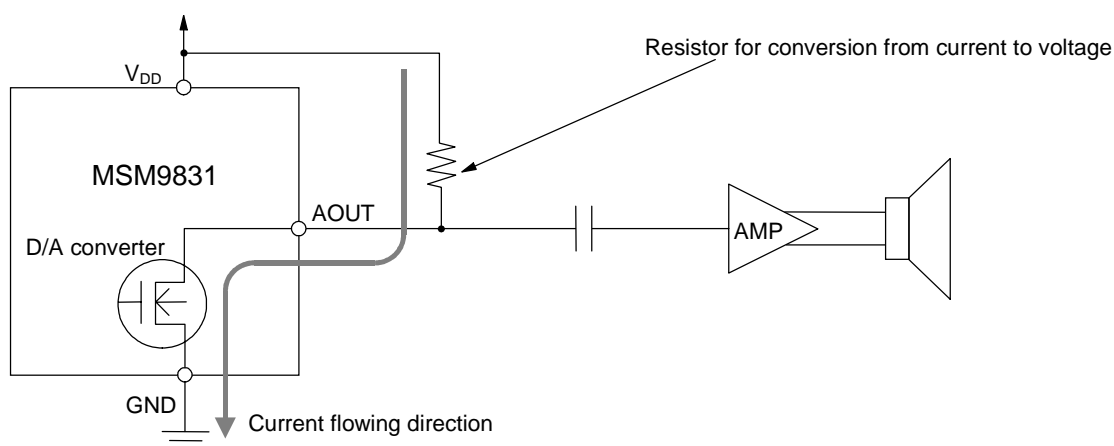 Resistor for conversion from current to voltage
VDD
MSM9831
AOUT
D/A converter
AMP
GND
Current flowing direction